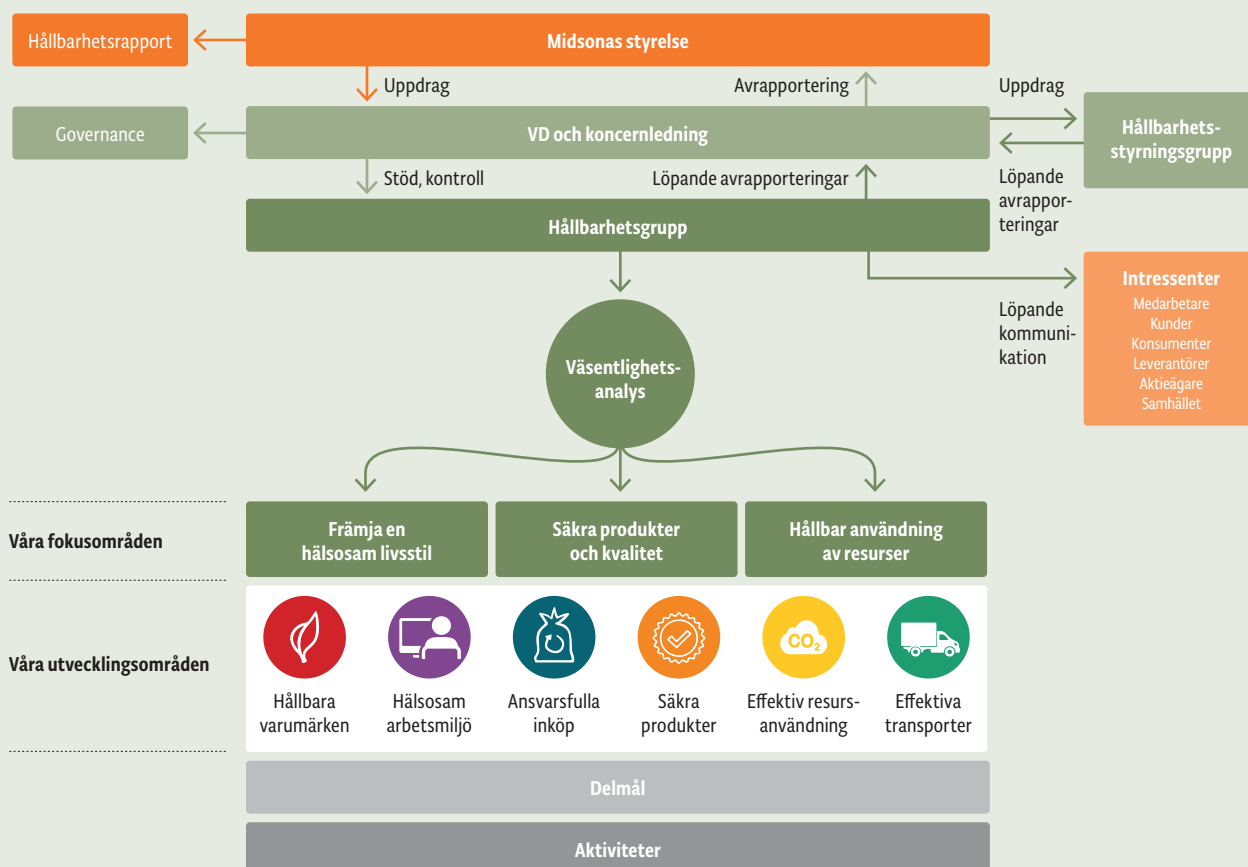 Hållbarhetsrapport
Midsonas styrelse
Uppdrag
Avrapportering
Uppdrag
Governance
VD och koncernledning
Hållbarhets-
styrningsgrupp
Stöd, kontroll
Löpande avrapporteringar
Löpande
avrappor-
teringar
Hållbarhetsgrupp
Intressenter
Medarbetare
Kunder
Konsumenter
Leverantörer
Aktieägare
Samhället
Löpande
kommuni-
kation
Väsentlighets-
analys
Våra fokusområden
Främja en
hälsosam livsstil
Säkra produkter
och kvalitet
Hållbar användning
av resurser
Våra utvecklingsområden
CO₂
Hållbara
varumärken
Hälsosam
arbetsmiljö
Ansvarsfulla
inköp
Säkra
produkter
Effektiv resurs-
användning
Effektiva
transporter
Delmål
Aktiviteter